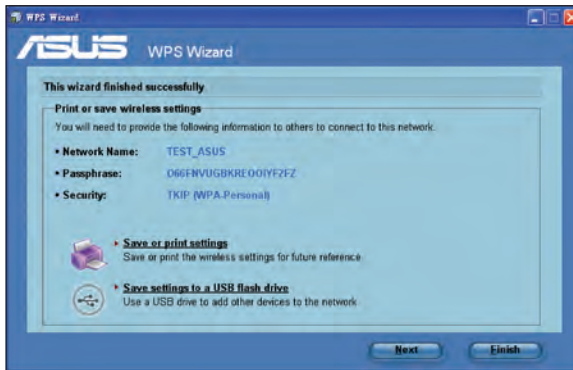 WPS Wizard
ASUS WPS Wizard
This wizard finished successfully
Print or save wireless settings
You will need to provide the following information to others to connect to this network.
• Network Name: TEST_ASUS
• Passphrase:
• Security: TKIP (WPA-Personal)
Save or print settings
Save or print the wireless settings for future reference
Save settings to a USB flash drive
Use a USB drive to add other devices to the network
Next Finish